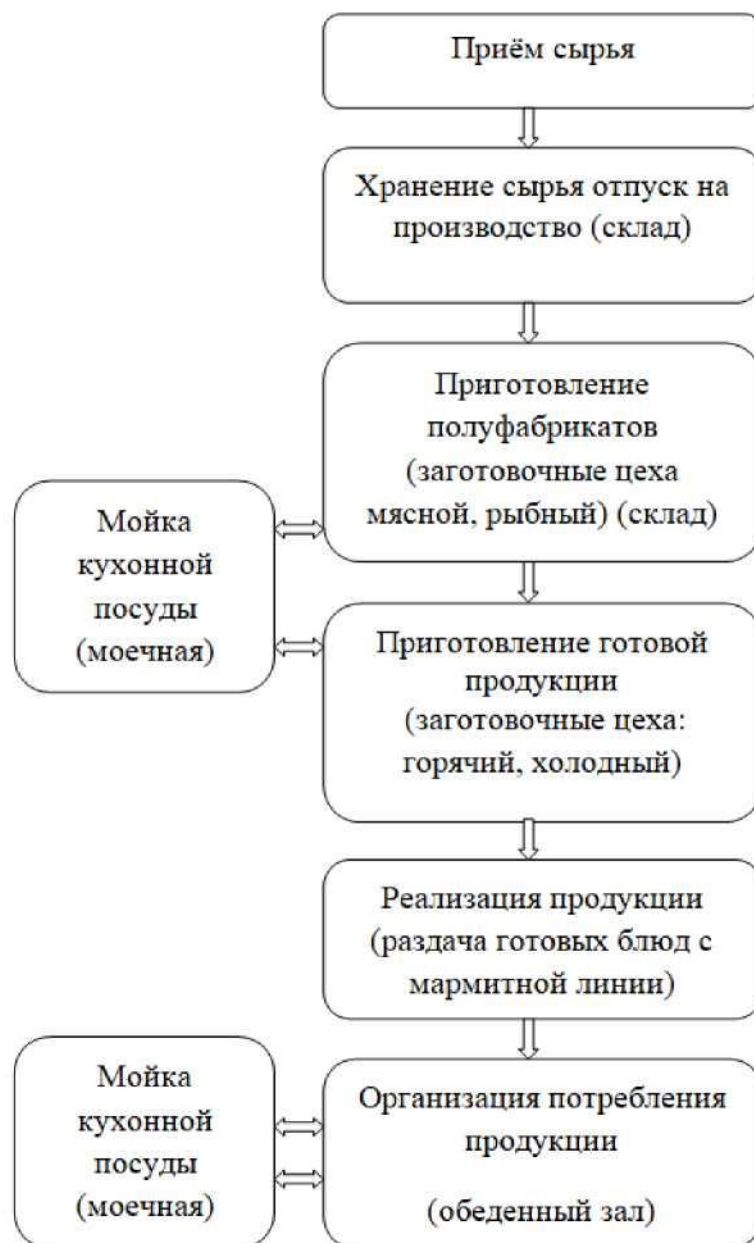 Приём сырья
Хранение сырья отпуск на
производство (склад)
Приготовление
полуфабрикатов
(заготовочные цеха
мясной, рыбный) (склад)
Мойка
кухонной
посуды
(моечная)
Приготовление готовой
продукции
(заготовочные цеха:
горячий, холодный)
Реализация продукции
(раздача готовых блюд с
мармитной линии)
Мойка
кухонной
посуды
(моечная)
Организация потребления
продукции
(обеденный зал)